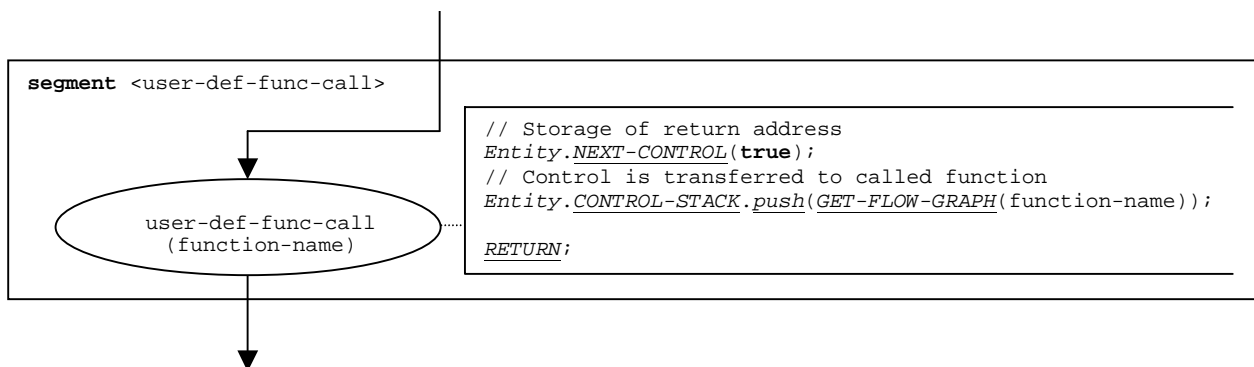 segment <user-def-func-call>
// Storage of return address
Entity.NEXT-CONTROL(true);
// Control is transferred to called function
Entity.CONTROL-STACK.push(GET-FLOW-GRAPH(function-name));
RETURN;
user-def-func-call
(function-name)